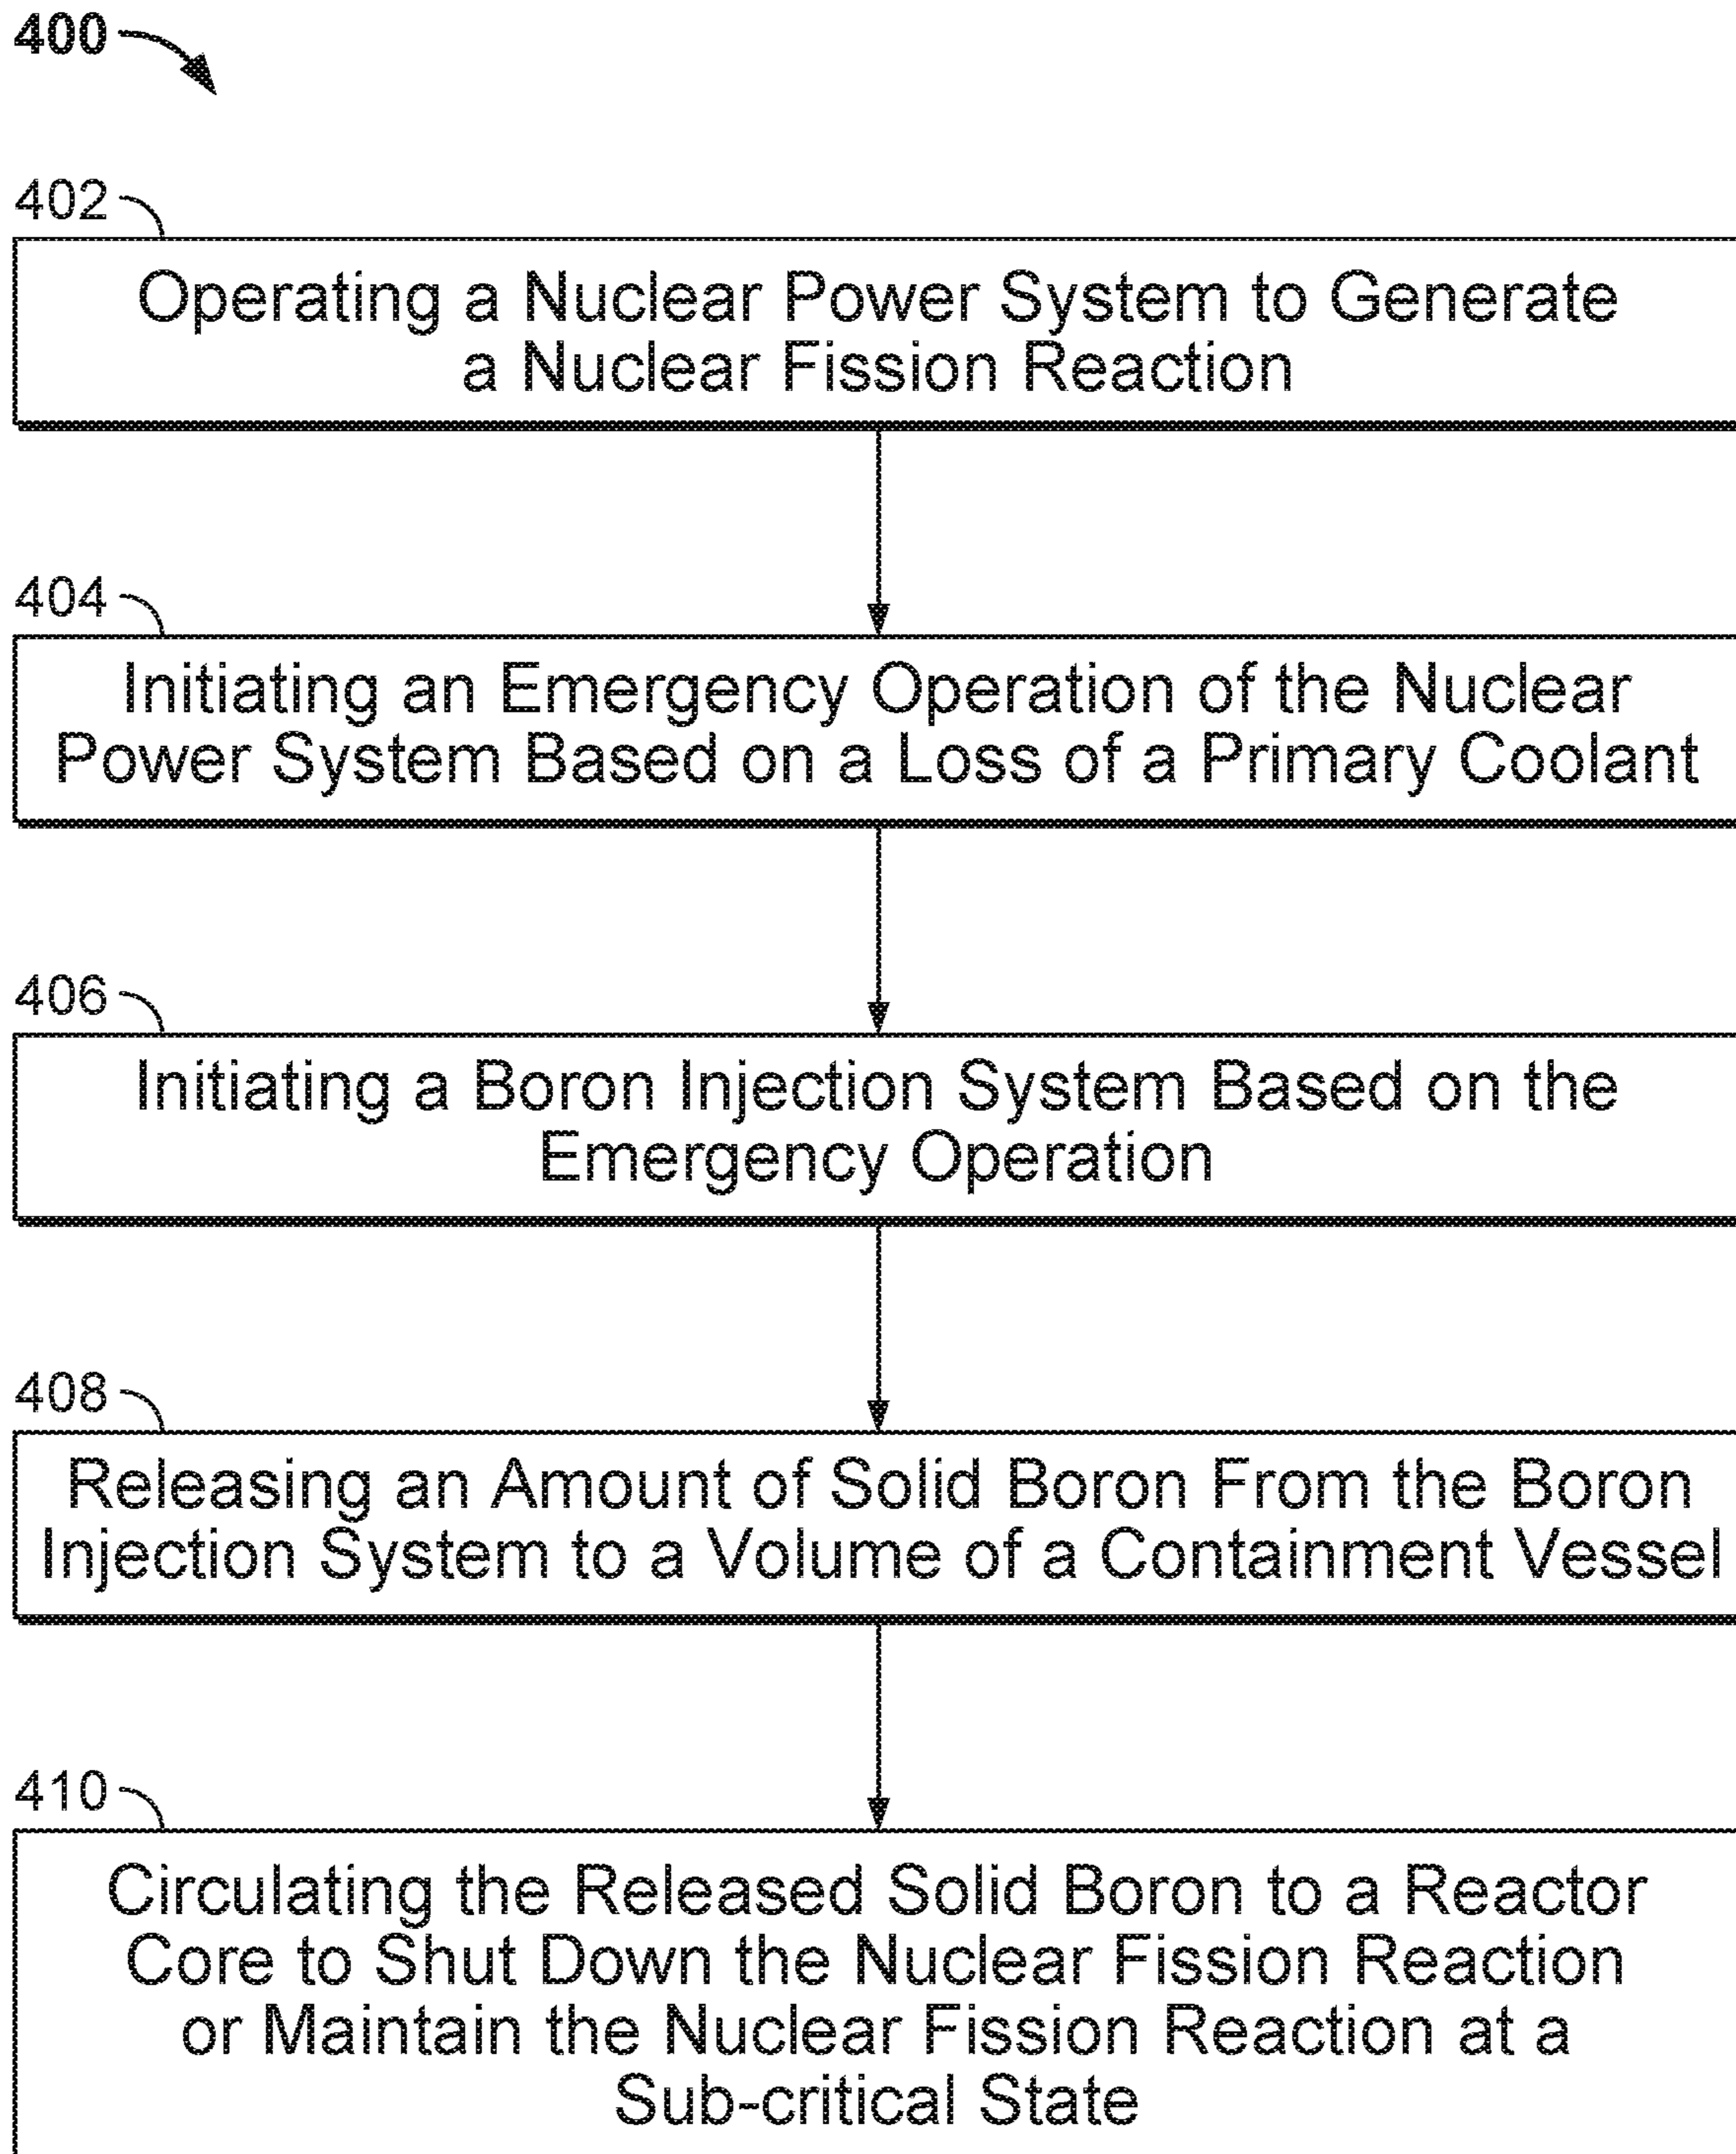 400
402
Operating a Nuclear Power System to Generate
a Nuclear Fission Reaction
404
Initiating an Emergency Operation of the Nuclear
Power System Based on a Loss of a Primary Coolant
406
Initiating a Boron Injection System Based on the
Emergency Operation
408
Releasing an Amount of Solid Boron From the Boron
Injection System to a Volume of a Containment Vessel
410
Circulating the Released Solid Boron to a Reactor
Core to Shut Down the Nuclear Fission Reaction
or Maintain the Nuclear Fission Reaction at a
Sub-critical State